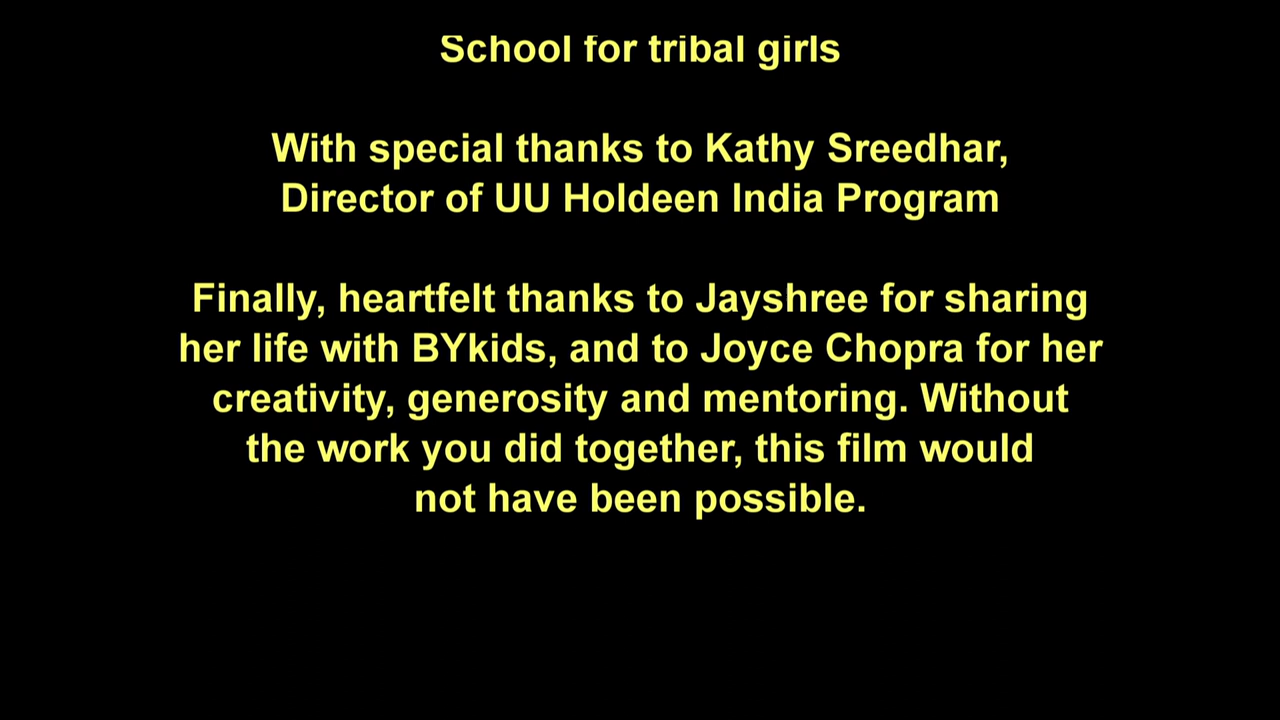 School for tribal girls
With special thanks to Kathy Sreedhar,
Director of UU Holdeen India Program
Finally, heartfelt thanks to Jayshree for sharing
her life with BYkids, and to Joyce Chopra for her
creativity, generosity and mentoring. Without
the work you did together, this film would
not have been possible.